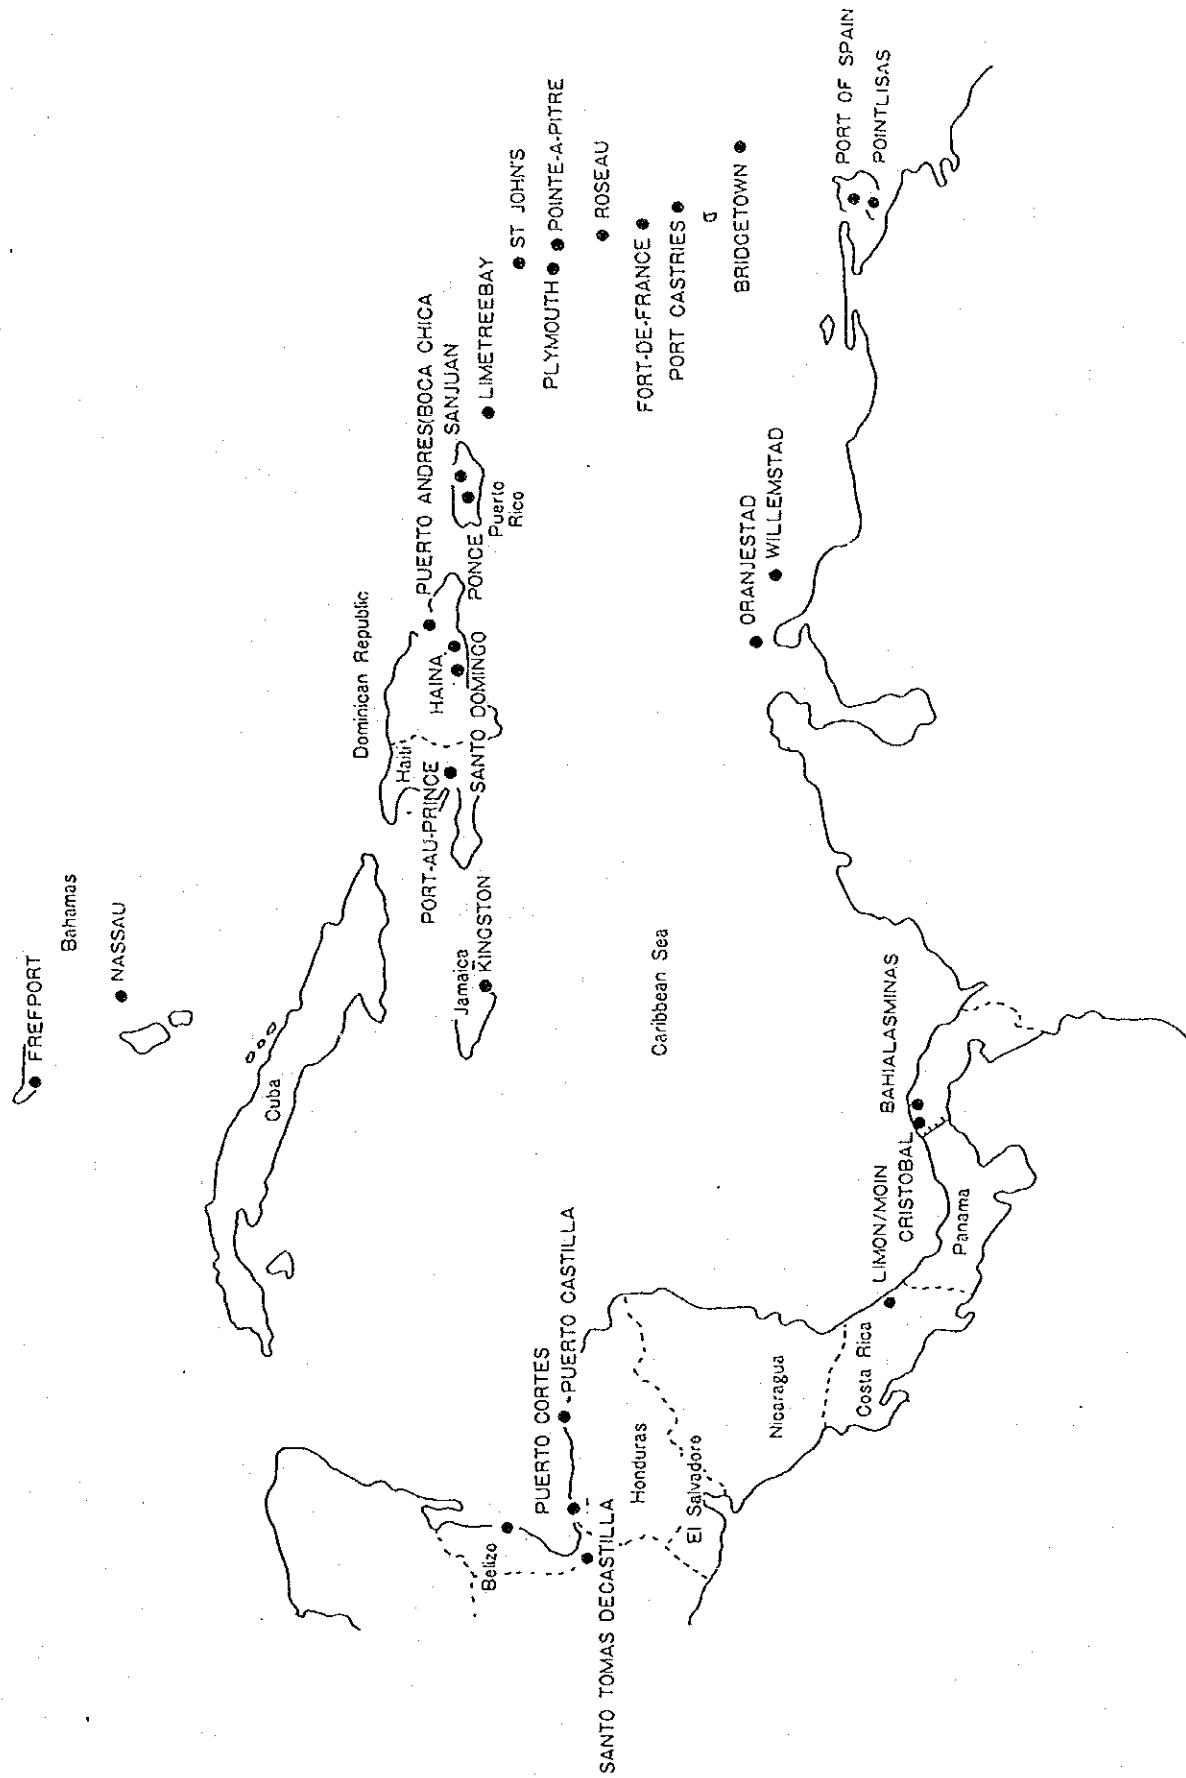 FREFPORT
Bahamas
NASSAU
Cuba
Dominican Republic
Haiti
PUERTO ANDRES(BOCA CHICA
SANJUAN
HAINA
PORT-AU-PRINCE
SANTO DOMINGO
PONCE
Puerto
Rico
LIMETREEBAY
Jamaica
KINGSTON
ST JOHN'S
PLYMOUTH
POINTE-A-PITRE
ROSEAU
FORT-DE-FRANCE
PORT CASTRIES
BRIDGETOWN
Caribbean Sea
Belizo
PUERTO CORTES
PUERTO CASTILLA
SANTO TOMAS DECASTILLA
Honduras
El Salvadore
Nicaragua
Costa Rica
LIMON/MOIN
CRISTOBAL
BAHIALASMINAS
Panama
ORANJESTAD
WILLEMSTAD
PORT OF SPAIN
POINTLISAS